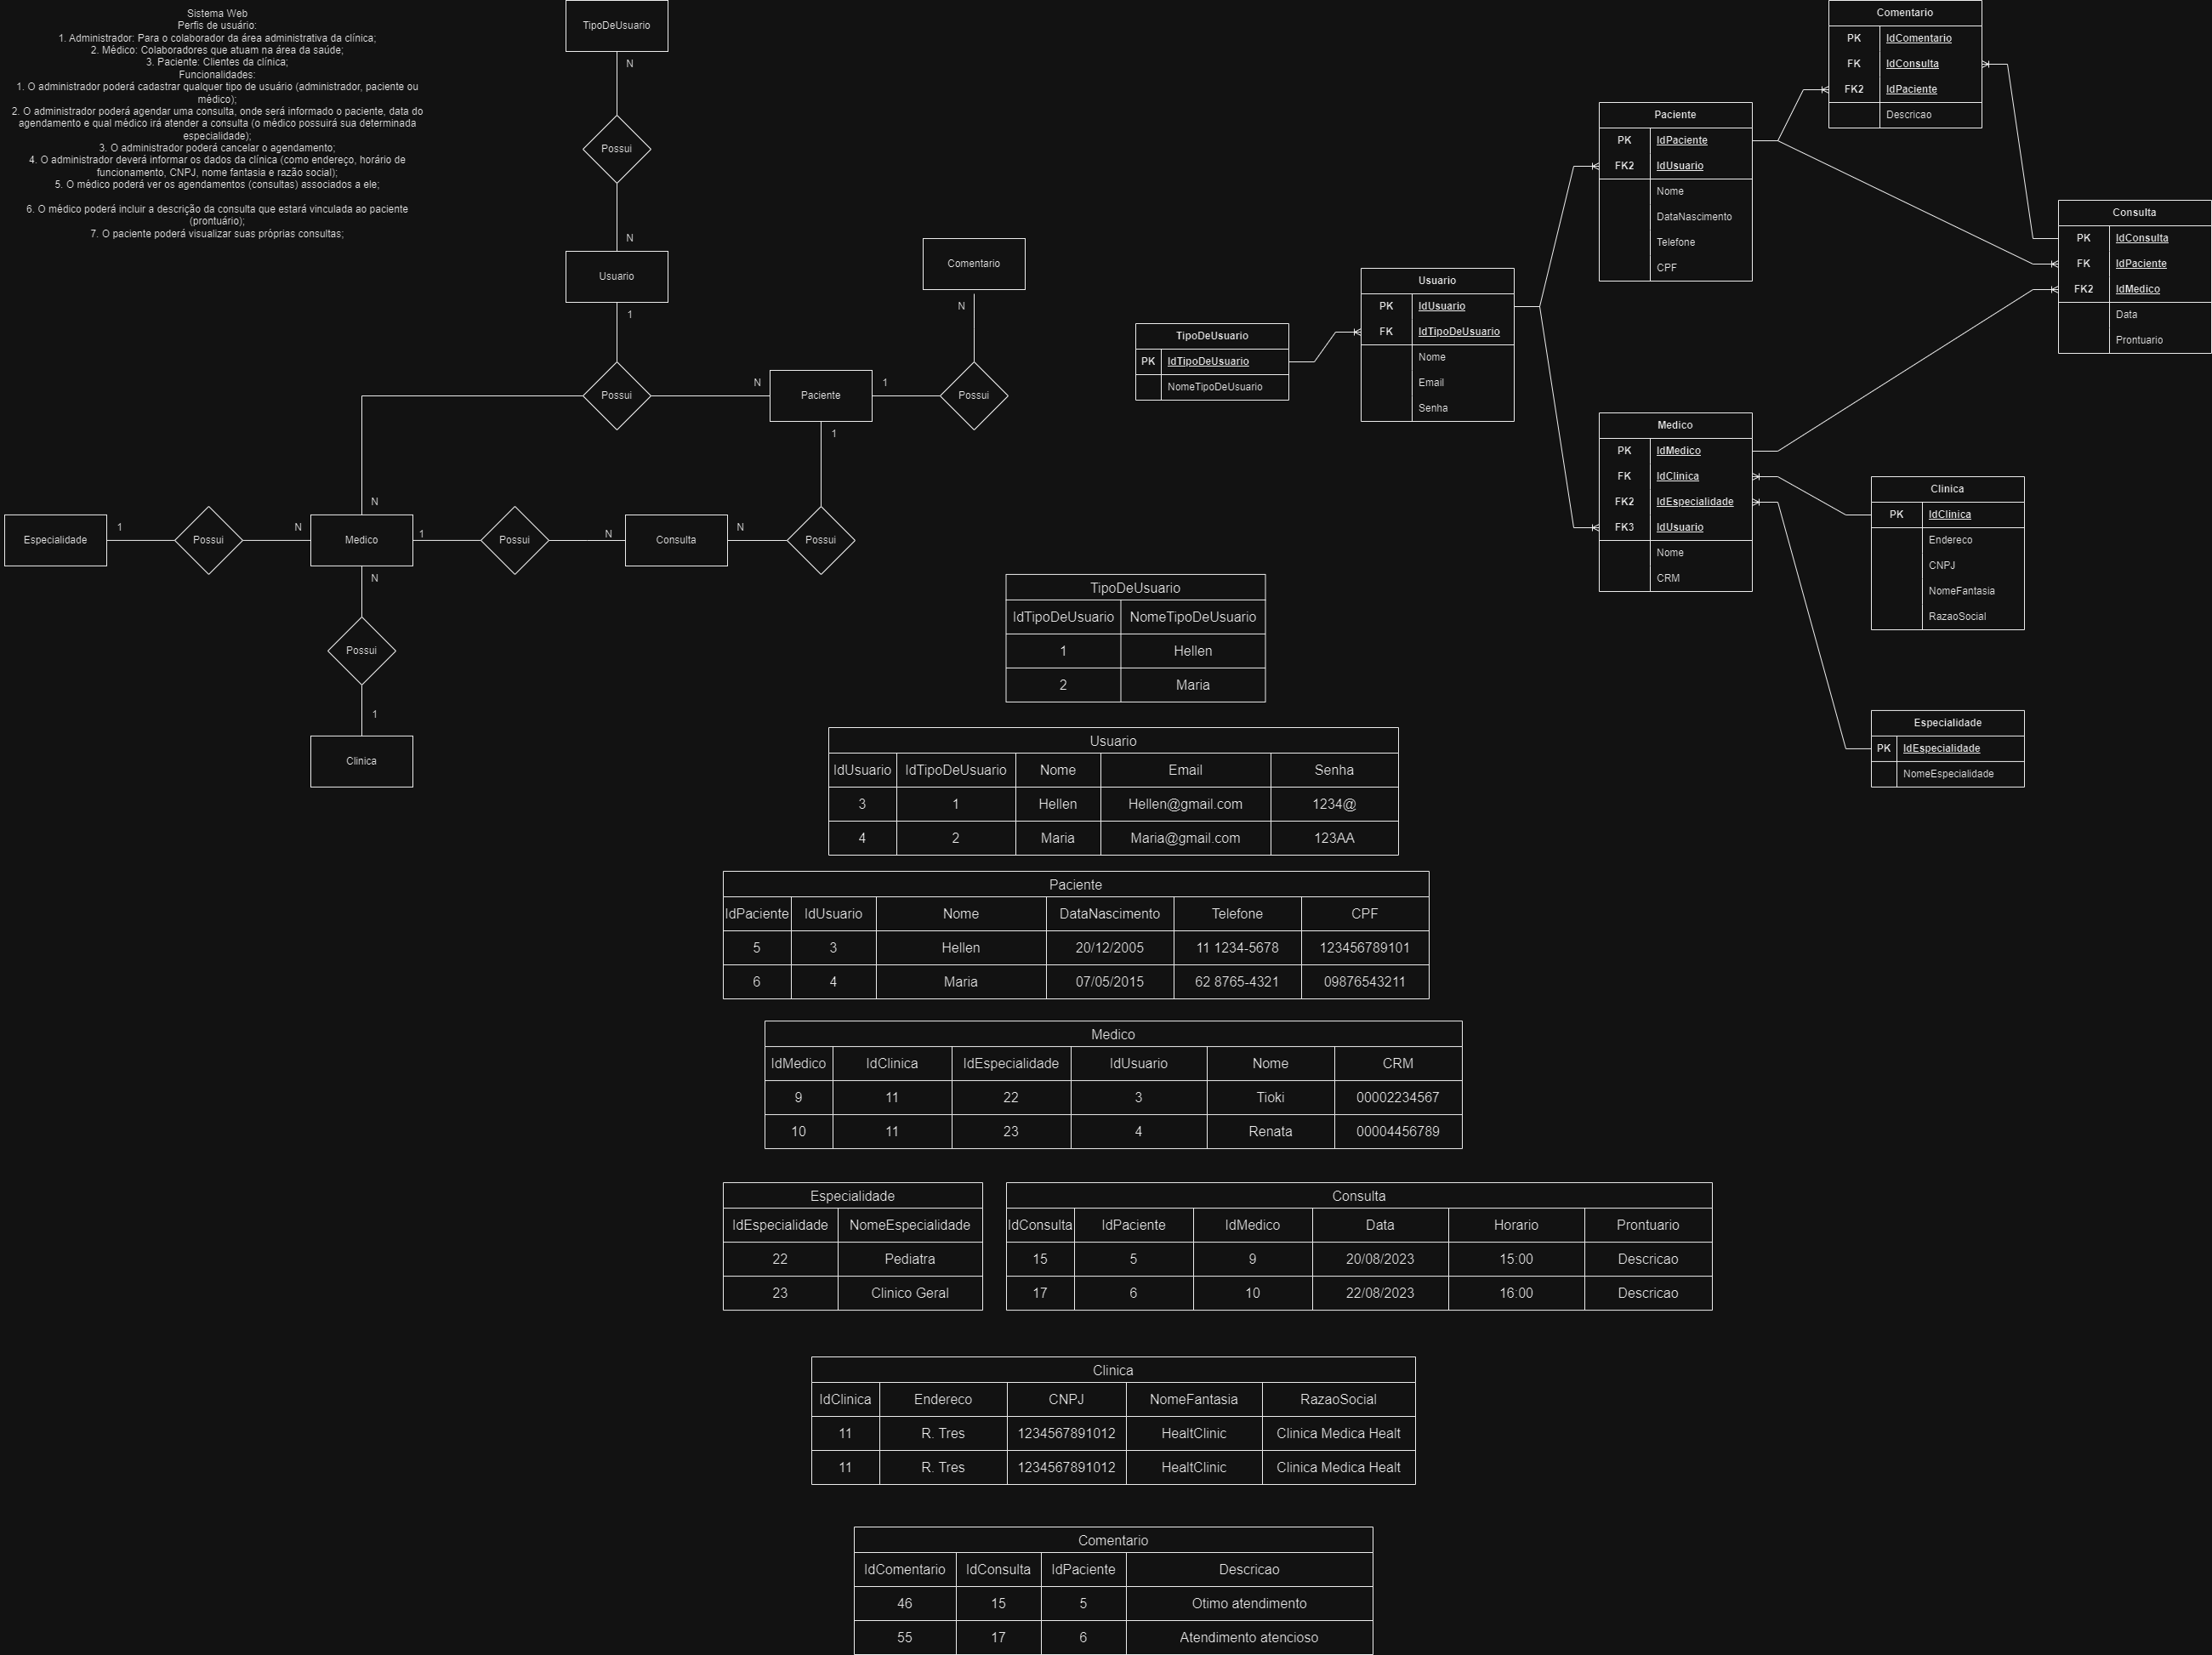 Sistema Web
Perfis de usuário:
1. Administrador: Para o colaborador da área administrativa da clínica;
2. Médico: Colaboradores que atuam na área da saúde;
3. Paciente: Clientes da clínica;
Funcionalidades:
1. O administrador poderá cadastrar qualquer tipo de usuário (administrador, paciente ou
médico);
2. O administrador poderá agendar uma consulta, onde será informado o paciente, data do
agendamento e qual médico irá atender a consulta (o médico possuirá sua determinada
especialidade);
3. O administrador poderá cancelar o agendamento;
4. O administrador deverá informar os dados da clínica (como endereço, horário de
funcionamento, CNPJ, nome fantasia e razão social);
5. O médico poderá ver os agendamentos (consultas) associados a ele;
6. O médico poderá incluir a descrição da consulta que estará vinculada ao paciente
(prontuário);
7. O paciente poderá visualizar suas próprias consultas;
TipoDeUsuario
N
Possui
N
Usuario
1
Possui
N
Paciente
1
Possui
N
Comentario
1
Possui
N
Especialidade
1
Possui
N
N
Medico
1
Possui
N
Consulta
N
N
Possui
1
Clinica
TipoDeUsuario
PK IdTipoDeUsuario
NomeTipoDeUsuario
Usuario
PK IdUsuario
FK IdTipoDeUsuario
Nome
Email
Senha
Paciente
PK IdPaciente
FK2 IdUsuario
Nome
DataNascimento
Telefone
CPF
Comentario
PK IdComentario
FK IdConsulta
FK2 IdPaciente
Descricao
Consulta
PK IdConsulta
FK IdPaciente
FK2 IdMedico
Data
Prontuario
Medico
PK IdMedico
FK IdClinica
FK2 IdEspecialidade
FK3 IdUsuario
Nome
CRM
Clinica
PK IdClinica
Endereco
CNPJ
NomeFantasia
RazaoSocial
Especialidade
PK IdEspecialidade
NomeEspecialidade
TipoDeUsuario
IdTipoDeUsuario NomeTipoDeUsuario
1 Hellen
2 Maria
Usuario
IdUsuario IdTipoDeUsuario Nome Email Senha
3 1 Hellen Hellen@gmail.com 1234@
4 2 Maria Maria@gmail.com 123AA
Paciente
IdPaciente IdUsuario Nome DataNascimento Telefone CPF
5 3 Hellen 20/12/2005 11 1234-5678 123456789101
6 4 Maria 07/05/2015 62 8765-4321 09876543211
Medico
IdMedico IdClinica IdEspecialidade IdUsuario Nome CRM
9 11 22 3 Tioki 00002234567
10 11 23 4 Renata 00004456789
Especialidade
IdEspecialidade NomeEspecialidade
22 Pediatra
23 Clinico Geral
Consulta
IdConsulta IdPaciente IdMedico Data Horario Prontuario
15 5 9 20/08/2023 15:00 Descricao
17 6 10 22/08/2023 16:00 Descricao
Clinica
IdClinica Endereco CNPJ NomeFantasia RazaoSocial
11 R. Tres 1234567891012 HealtClinic Clinica Medica Healt
11 R. Tres 1234567891012 HealtClinic Clinica Medica Healt
Comentario
IdComentario IdConsulta IdPaciente Descricao
46 15 5 Otimo atendimento
55 17 6 Atendimento atencioso